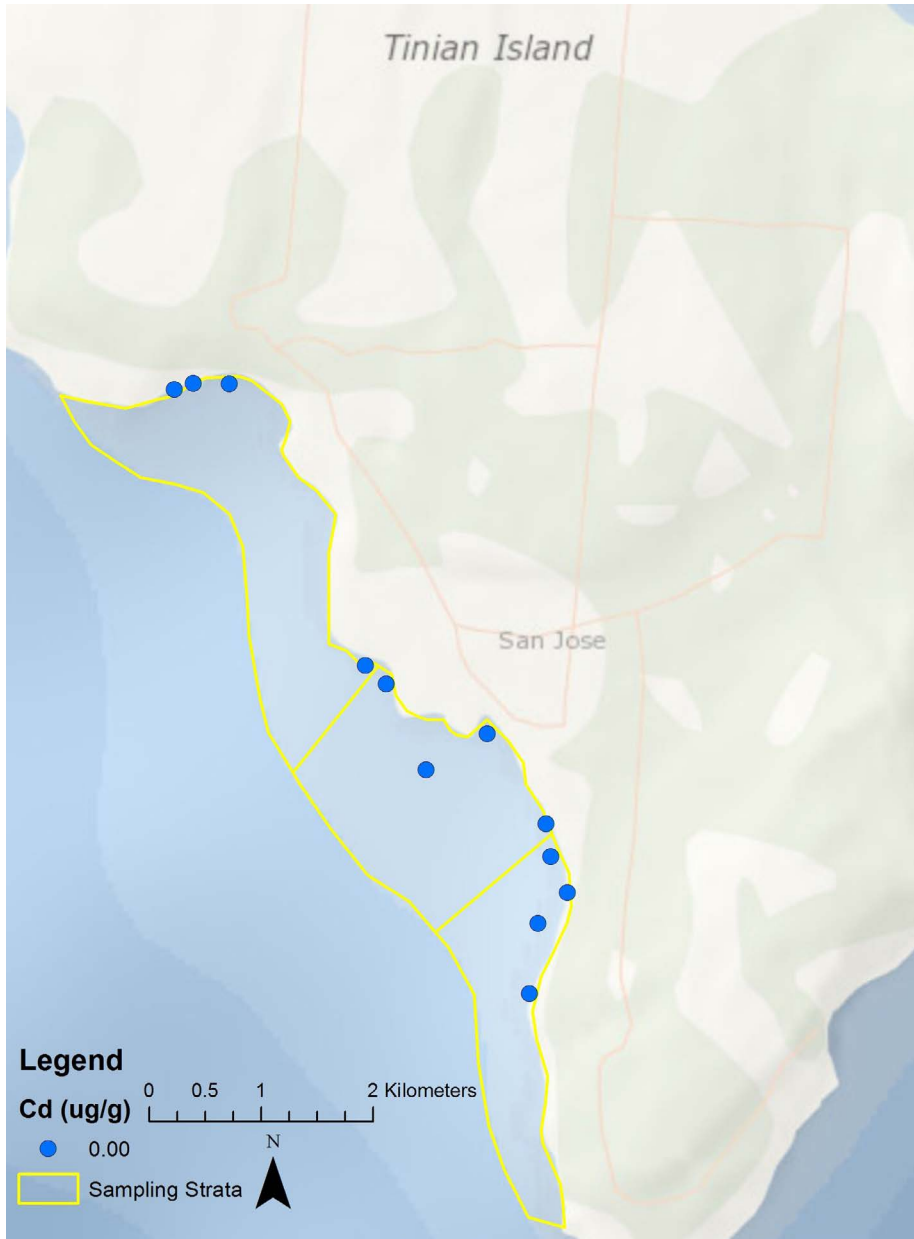 Tinian Island
San Jose
Legend
Cd (ug/g)
0.00
Sampling Strata
0 0.5 1 2 Kilometers
N